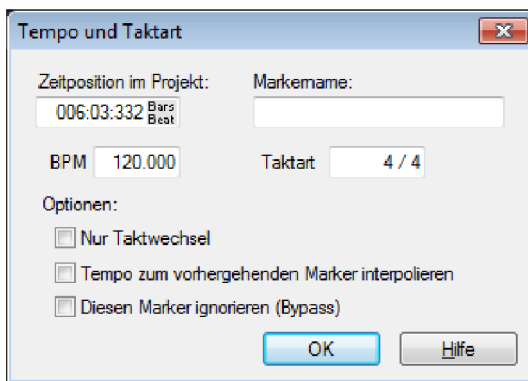 Tempo und Taktart
Zeitposition im Projekt: Markername:
006:03:332 Bars Beat
BPM 120.000 Taktart 4 / 4
Optionen:
Nur Taktwechsel
Tempo zum vorhergehenden Marker interpolieren
Diesen Marker ignorieren (Bypass)
OK Hilfe